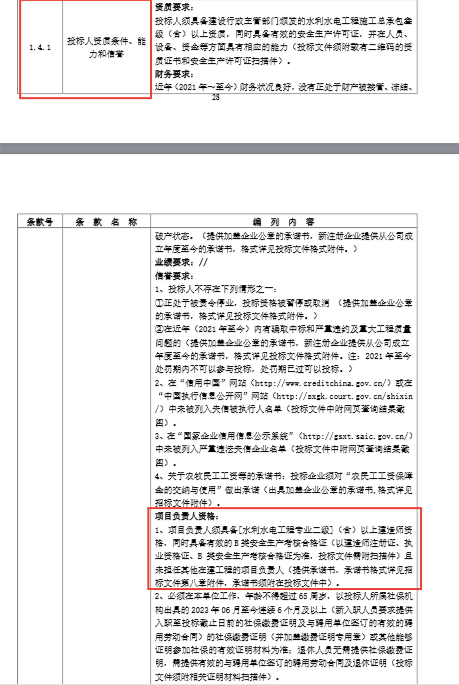 资质要求：
投标人须具备建设行政主管部门颁发的水利水电工程施工总承包叁
级（含）以上资质，同时具备有效的安全生产许可证，并在人员、
设备、资金等方面具有相应的能力（投标文件须附载有二维码的资
质证书和安全生产许可证扫描件）。
1.4.1
投标人资质条件、能
力和信誉
财务要求：
近年（2021 年～至今）财务状况良好，没有正处于财产被接管、冻结、
28
条款号 条 款 名 称 编 列 内 容
破产状态。（提供加盖企业公章的承诺书，新注册企业提供从公司成
立年度至今的承诺书，格式详见投标文件格式附件。）
业绩要求：//
信誉要求：
1、投标人不存在下列情形之一：
①正处于被责令停业，投标资格被暂停或取消 （提供加盖企业公章
的承诺书，格式详见投标文件格式附件。）
②在近年（2021 年至今）内有骗取中标和严重违约及重大工程质量
问题的（提供加盖企业公章的承诺书，新注册企业提供从公司成立
年度至今的承诺书，格式详见投标文件格式附件。注：2021 年至今
处罚期内不可以参与投标，处罚期已过可以投标。）
2、在“信用中国”网站（http://www.creditchina.gov.cn/）或在
“中国执行信息公开网”网站（http://zxgk.court.gov.cn/shixin
/）中未被列入失信被执行人名单（投标文件中附网页查询结果截
图）。
3、在“国家企业信用信息公示系统”（http://gsxt.saic.gov.cn/）
中未被列入严重违法失信企业名单（投标文件中附网页查询结果截
图）。
4、关于农民工工资等的承诺书：投标企业须对“农民工工资保障
金的交纳与使用”做出承诺（出具加盖企业公章的承诺书，格式详见
招标文件附件）。
项目负责人资格：
1、项目负责人须具备[水利水电工程专业二级]（含）以上建造师资
格，同时具备有效的 B 类安全生产考核合格证（以建造师注册证、执
业资格证、B 类安全生产考核合格证为准，投标文件需附扫描件）且
未担任其他在建工程的项目负责人（提供承诺书，承诺书格式详见招
标文件第八章附件，承诺书须附在投标文件中）。
2、必须在本单位工作，年龄不得超过 65 周岁，以投标人所属社保机
构出具的 2023 年 06 月至今连续 6 个月及以上（新入职人员要求提供
入职至投标截止日前的社保缴费证明及与聘用单位签订的有效的聘
用劳动合同）的社保缴费证明（并加盖缴费证明专用章）或其他能够
证明参加社保的有效证明材料为准；退休人员无需提供社保缴费证
明，需提供有效的与聘用单位签订的聘用劳动合同及退休证明（投标
文件须附相关证明材料扫描件）。